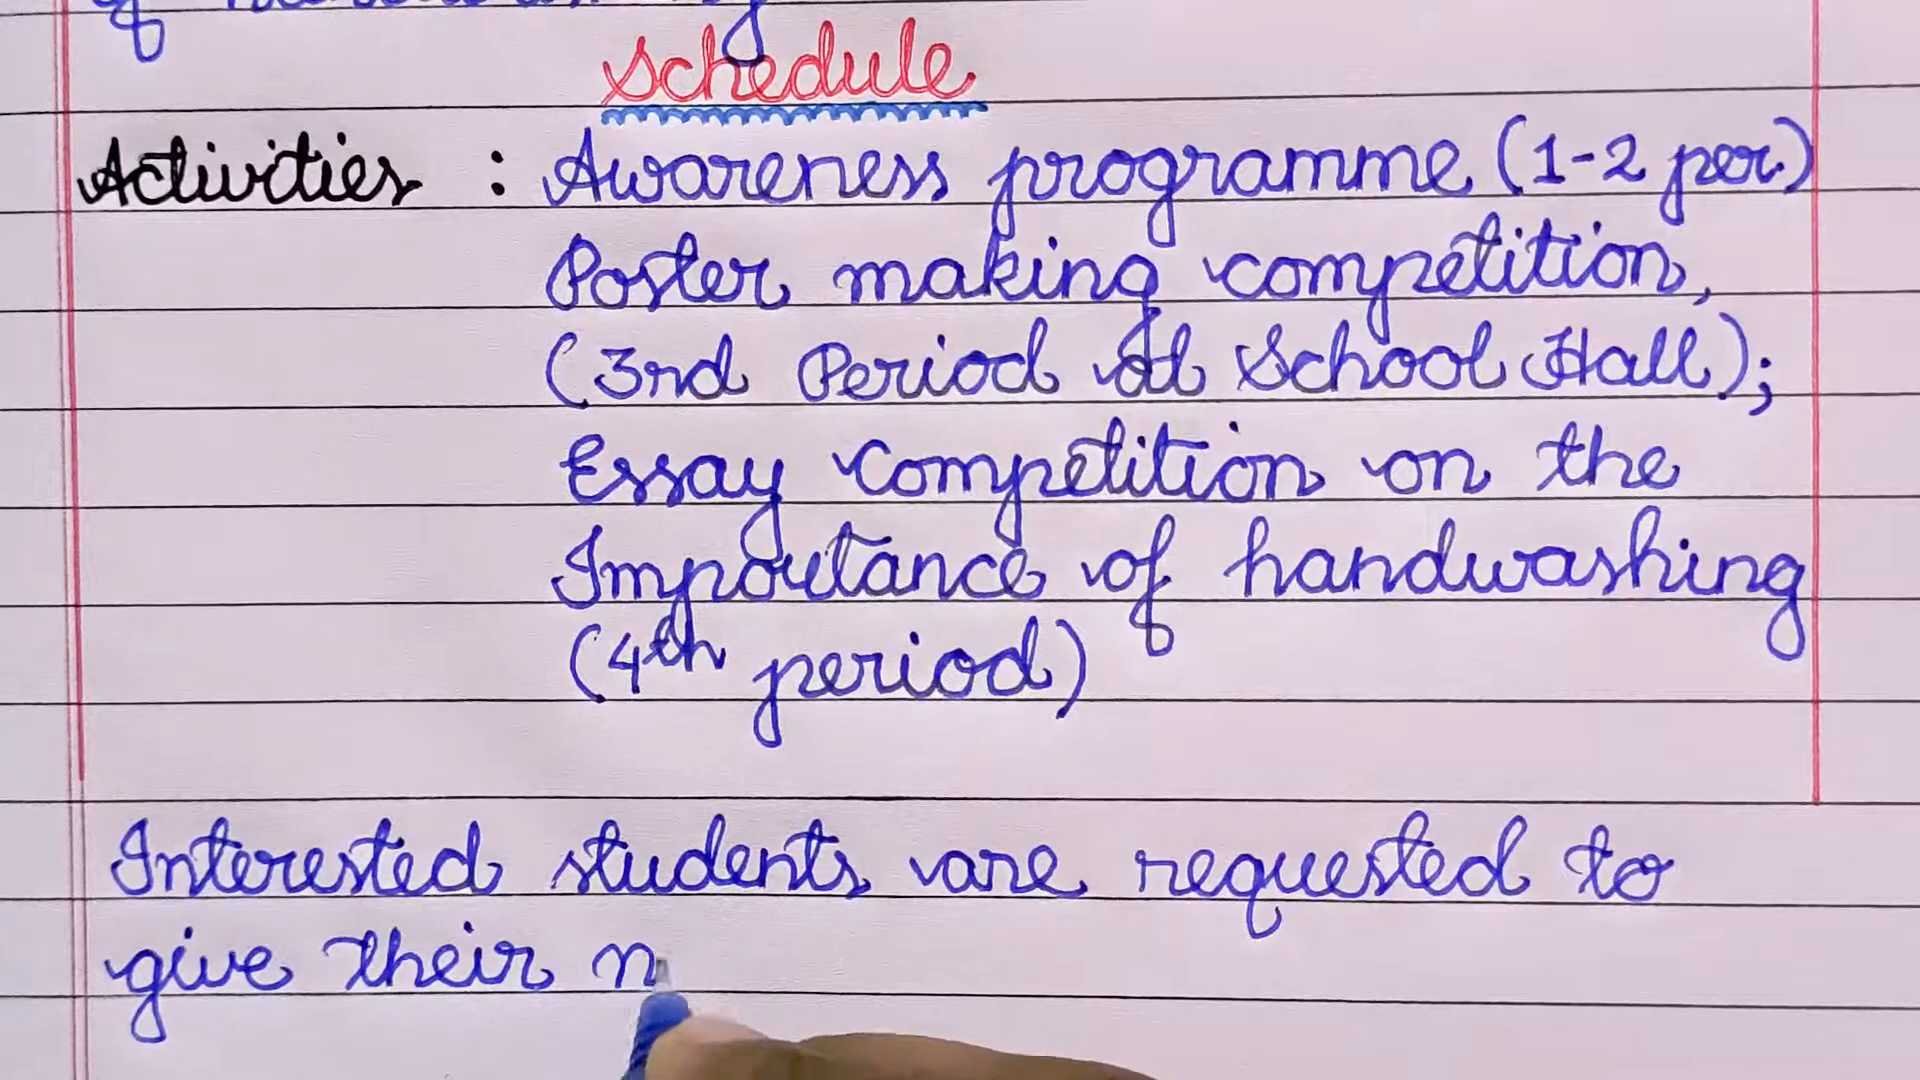 of
Schedule
Activities : Awareness programme (1-2 per)
Poster making competition,
(3rd Period at School Hall);
Essay Competition on the
Importance of handwashing
(4th period)
Interested students are requested to
give their n